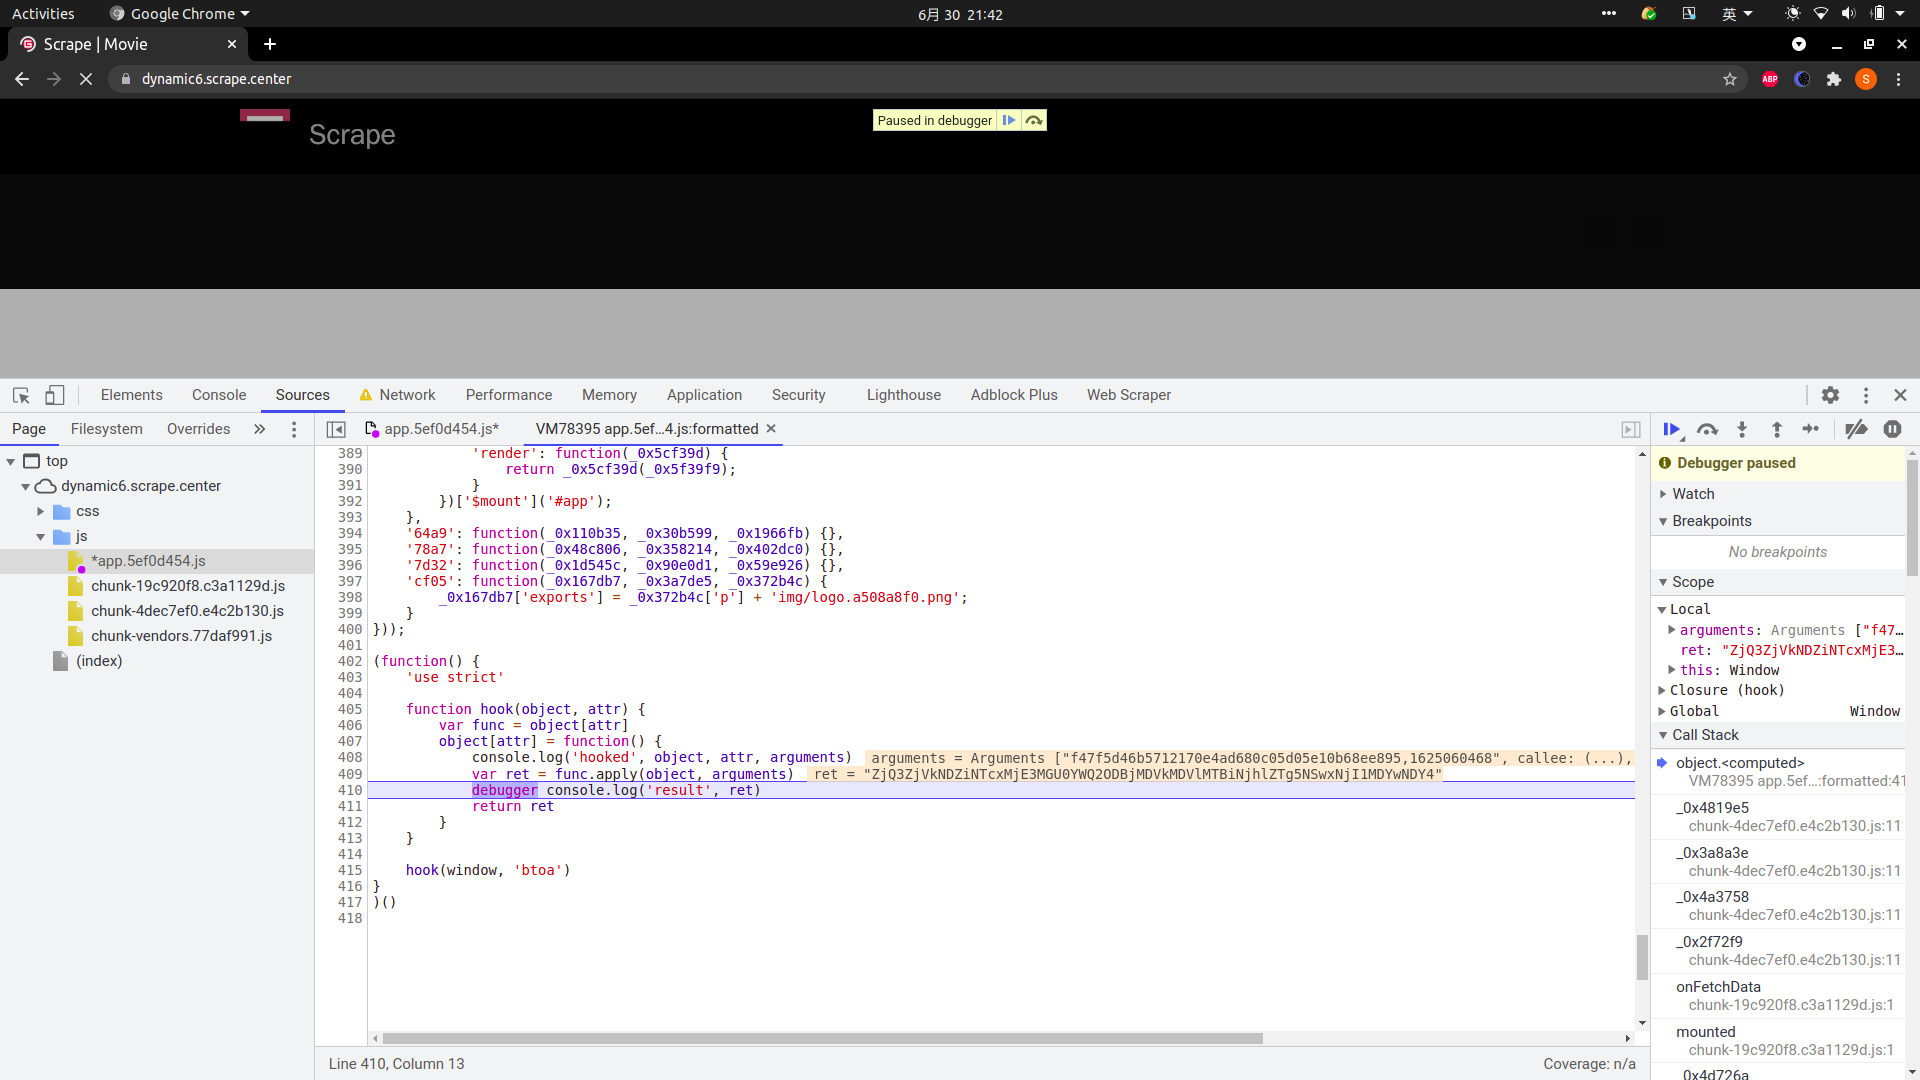 Activities
Google Chrome
6月 30 21:42
英
Scrape | Movie
dynamic6.scrape.center
ABP
S
Scrape
Paused in debugger
Elements
Console
Sources
Network
Performance
Memory
Application
Security
Lighthouse
Adblock Plus
Web Scraper
Page
Filesystem
Overrides
app.5ef0d454.js*
VM78395 app.5ef…4.js:formatted
top
dynamic6.scrape.center
css
js
*app.5ef0d454.js
chunk-19c920f8.c3a1129d.js
chunk-4dec7ef0.e4c2b130.js
chunk-vendors.77daf991.js
(index)
389 'render': function(_0x5cf39d) {
390 return _0x5cf39d(_0x5f39f9);
391 }
392 })['$mount']('#app');
393 },
394 '64a9': function(_0x110b35, _0x30b599, _0x1966fb) {},
395 '78a7': function(_0x48c806, _0x358214, _0x402dc0) {},
396 '7d32': function(_0x1d545c, _0x90e0d1, _0x59e926) {},
397 'cf05': function(_0x167db7, _0x3a7de5, _0x372b4c) {
398 _0x167db7['exports'] = _0x372b4c['p'] + 'img/logo.a508a8f0.png';
399 }
400 }));
401
402 (function() {
403 'use strict'
404
405 function hook(object, attr) {
406 var func = object[attr]
407 object[attr] = function() {
408 console.log('hooked', object, attr, arguments) arguments = Arguments ["f47f5d46b5712170e4ad680c05d05e10b68ee895,1625060468", callee: (...),
409 var ret = func.apply(object, arguments) ret = "ZjQ3ZjVkNDZiNTcxMjE3MGU0YWQ2ODBjMDVkMDVlMTBiNjhlZTg5NSwxNjI1MDYwNDY4"
410 debugger console.log('result', ret)
411 return ret
412 }
413 }
414
415 hook(window, 'btoa')
416 }
417 )()
418
Line 410, Column 13
Coverage: n/a
Debugger paused
Watch
Breakpoints
No breakpoints
Scope
Local
arguments: Arguments ["f47…
ret: "ZjQ3ZjVkNDZiNTcxMjE3…
this: Window
Closure (hook)
Global Window
Call Stack
object.<computed>
VM78395 app.5ef…:formatted:41
_0x4819e5
chunk-4dec7ef0.e4c2b130.js:11
_0x3a8a3e
chunk-4dec7ef0.e4c2b130.js:11
_0x4a3758
chunk-4dec7ef0.e4c2b130.js:11
_0x2f72f9
chunk-4dec7ef0.e4c2b130.js:11
onFetchData
chunk-19c920f8.c3a1129d.js:1
mounted
chunk-19c920f8.c3a1129d.js:1
_0x4d726a